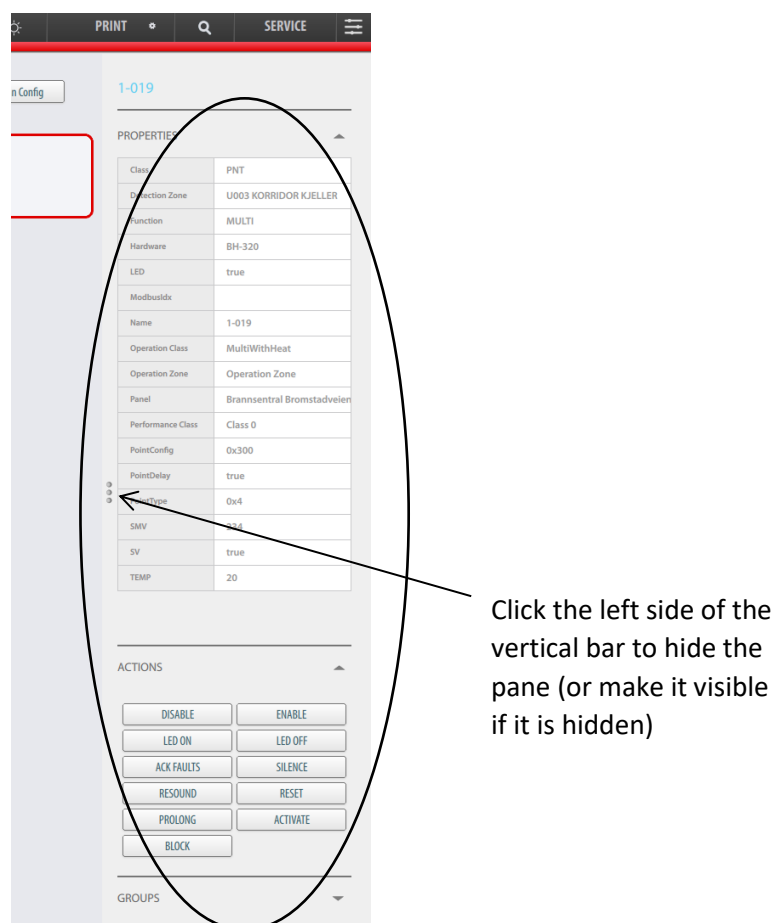 PRINT SERVICE
n Config
1-019
PROPERTIES
Class PNT
Detection Zone U003 KORRIDOR KJELLER
Function MULTI
Hardware BH-320
LED true
ModbusIdx
Name 1-019
Operation Class MultiWithHeat
Operation Zone Operation Zone
Panel Brannsentral Bromstadveien
Performance Class Class 0
PointConfig 0x300
PointDelay true
PointType 0x4
SMV 234
SV true
TEMP 20
Click the left side of the
vertical bar to hide the
pane (or make it visible
if it is hidden)
ACTIONS
DISABLE ENABLE
LED ON LED OFF
ACK FAULTS SILENCE
RESOUND RESET
PROLONG ACTIVATE
BLOCK
GROUPS